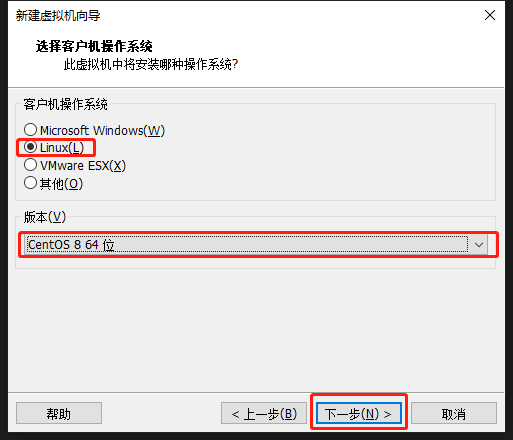 新建虚拟机向导
选择客户机操作系统
此虚拟机中将安装哪种操作系统?
客户机操作系统
Microsoft Windows(W)
Linux(L)
VMware ESX(X)
其他(O)
版本(V)
CentOS 8 64 位
帮助
< 上一步(B)
下一步(N) >
取消